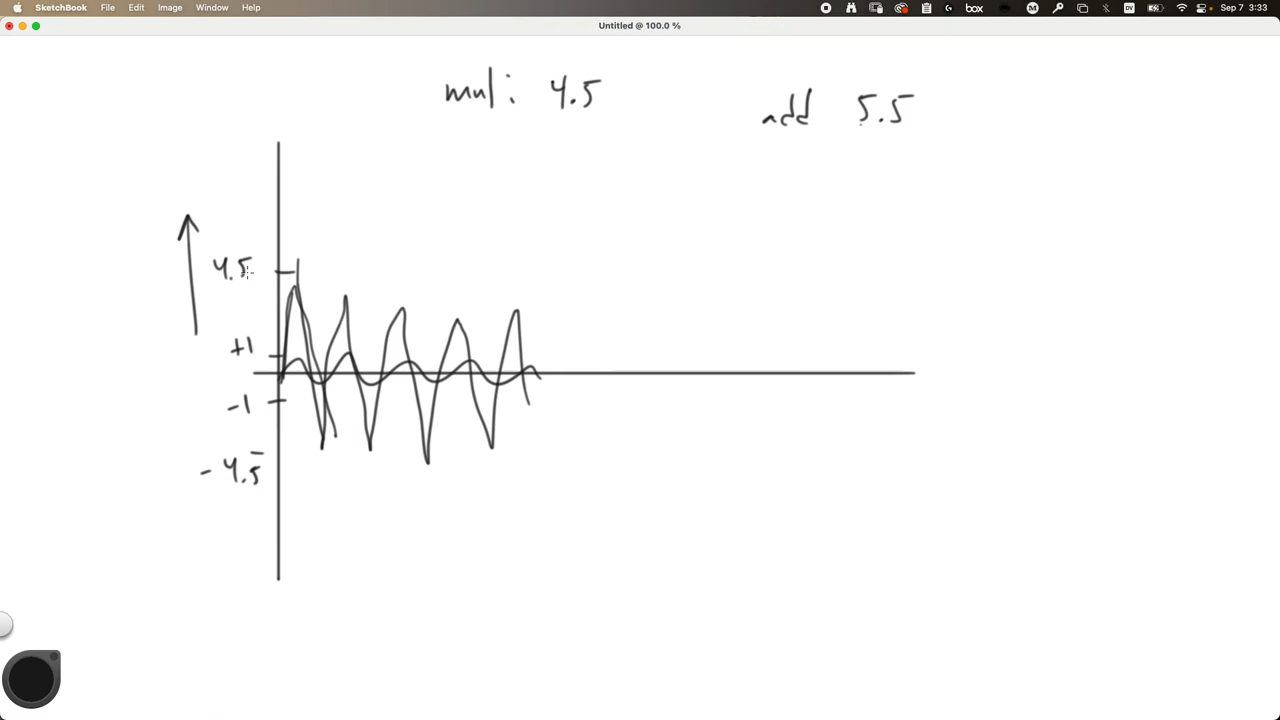 SketchBook File Edit Image Window Help
box
DV
Sep 7 3:33
Untitled @ 100.0 %
mul: 4.5
add 5.5
4.5
+1
-1
-4.5